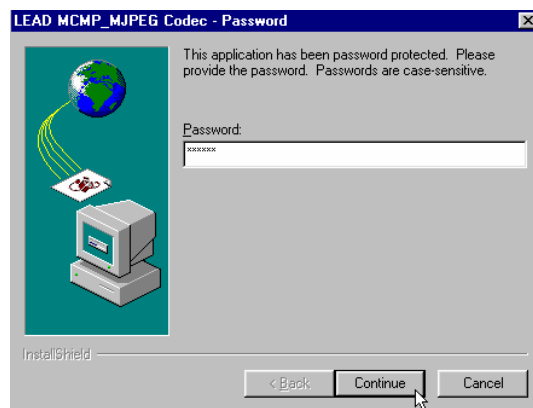 LEAD MCMP_MJPEG Codec - Password
This application has been password protected. Please
provide the password. Passwords are case-sensitive.
Password:
xxxxxx
InstallShield
< Back
Continue
Cancel